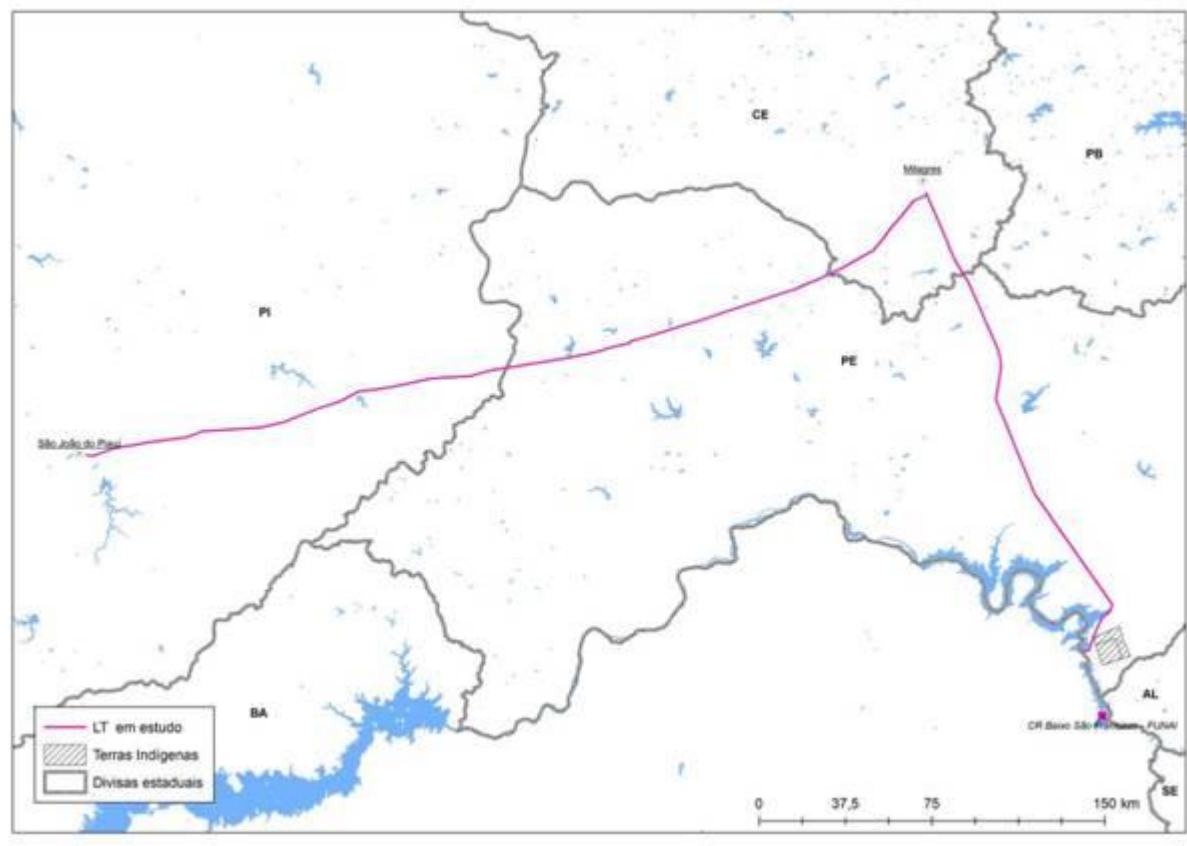 CE
PB
Milagres
PI
PE
São João do Piauí
AL
BA
CR Baixo São - FUNAI
LT em estudo
Terras Indígenas
Divisas estaduais
SE
0 37,5 75 150 km